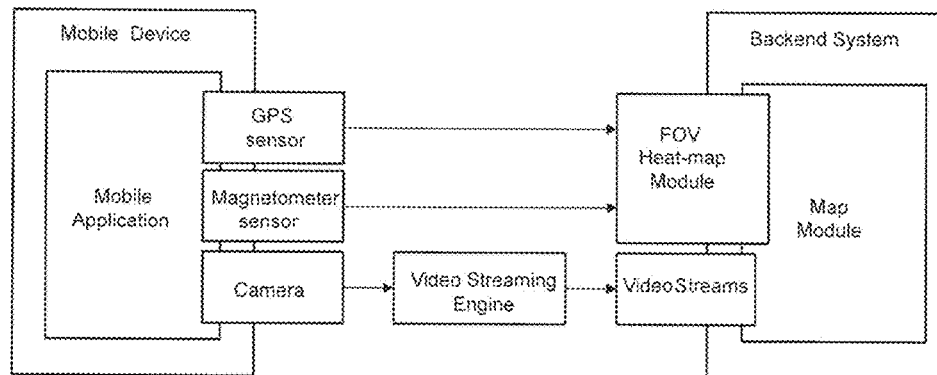 Mobile Device
Backend System
GPS
sensor
FOV
Heat-map
Module
Mobile
Application
Magnetometer
sensor
Map
Module
Camera
Video Streaming
Engine
VideoStreams